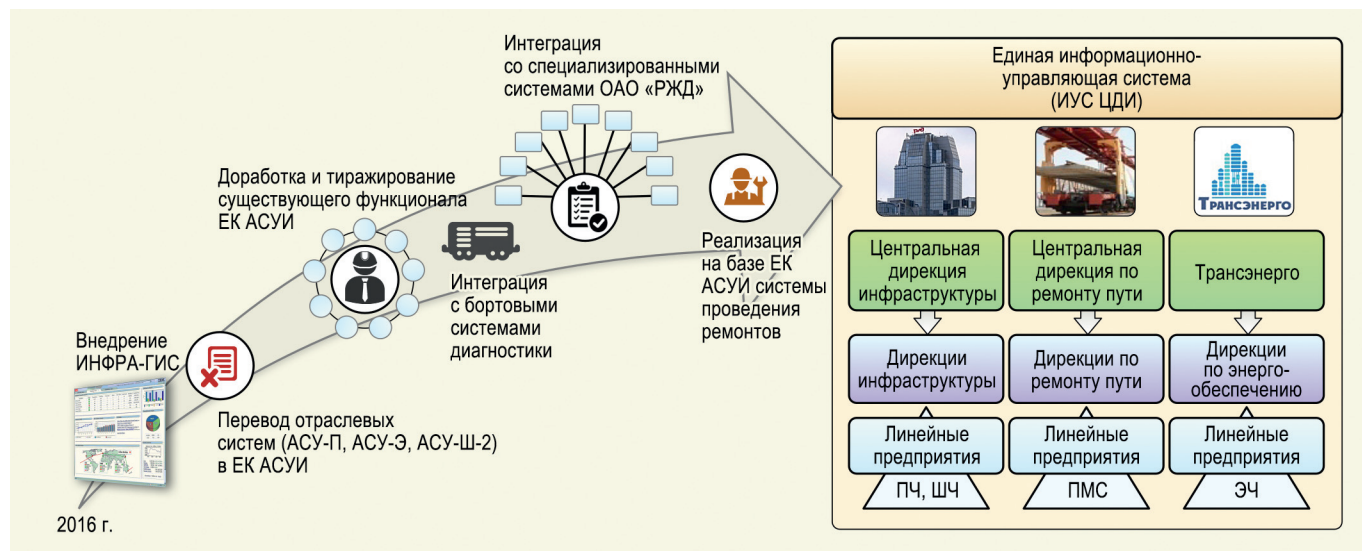 Интеграция
со специализированными
системами ОАО «РЖД»
Доработка и тиражирование
существующего функционала
ЕК АСУИ
Интеграция
с бортовыми
системами
диагностики
Реализация
на базе ЕК
АСУИ системы
проведения
ремонтов
Внедрение
ИНФРА-ГИС
Перевод отраслевых
систем (АСУ-П, АСУ-Э, АСУ-Ш-2)
в ЕК АСУИ
2016 г.
Единая информационно-
управляющая система
(ИУС ЦДИ)
ТРАНСЭНЕРГО
Центральная
дирекция
инфраструктуры
Центральная
дирекция по
ремонту пути
Трансэнерго
Дирекции
инфраструктуры
Дирекции по
ремонту пути
Дирекции
по энерго-
обеспечению
Линейные
предприятия
Линейные
предприятия
Линейные
предприятия
ПЧ, ШЧ
ПМС
ЭЧ